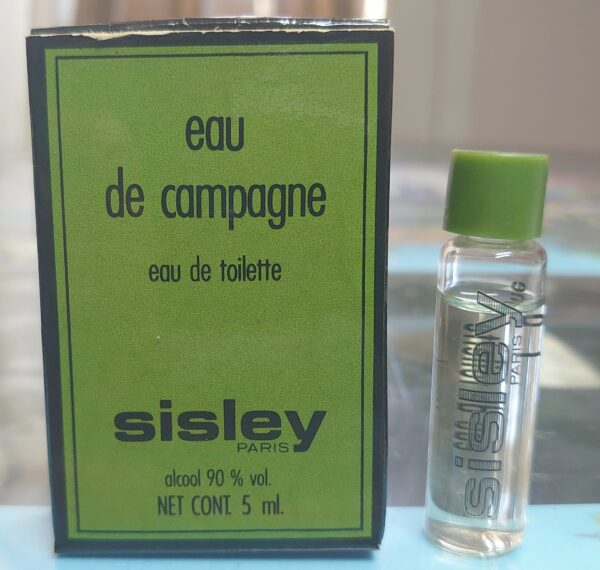 eau
de campagne
eau de toilette
sisley
PARIS
alcool 90 % vol.
NET CONT. 5 ml.
sisley
PARIS